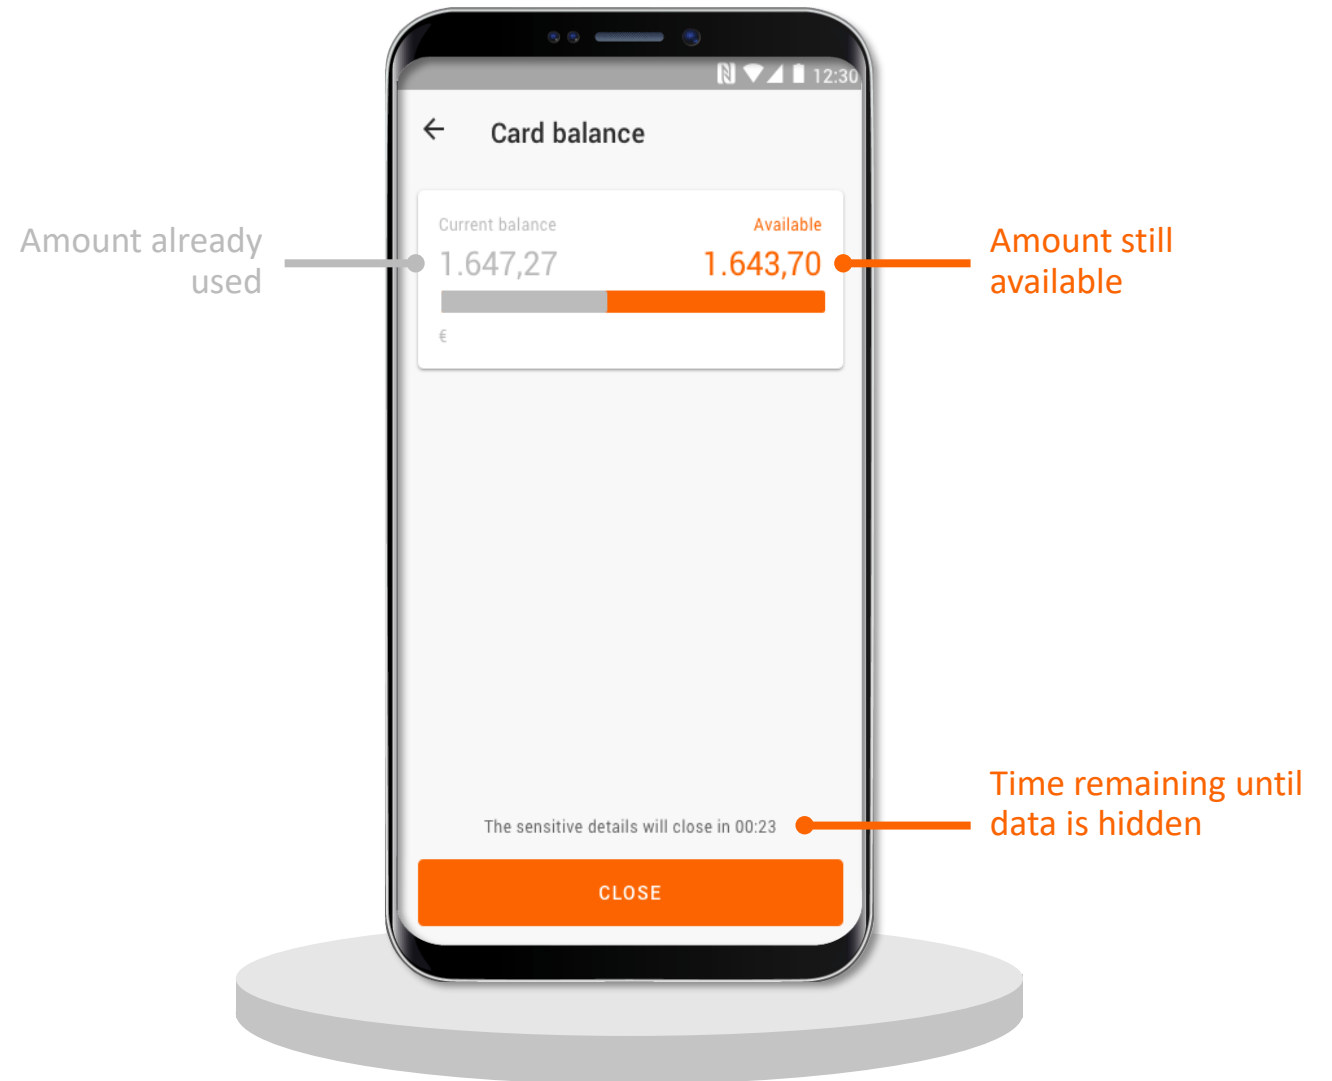 12:30
Card balance
Current balance
Available
1.647,27
1.643,70
€
Amount already
used
Amount still
available
The sensitive details will close in 00:23
Time remaining until
data is hidden
CLOSE